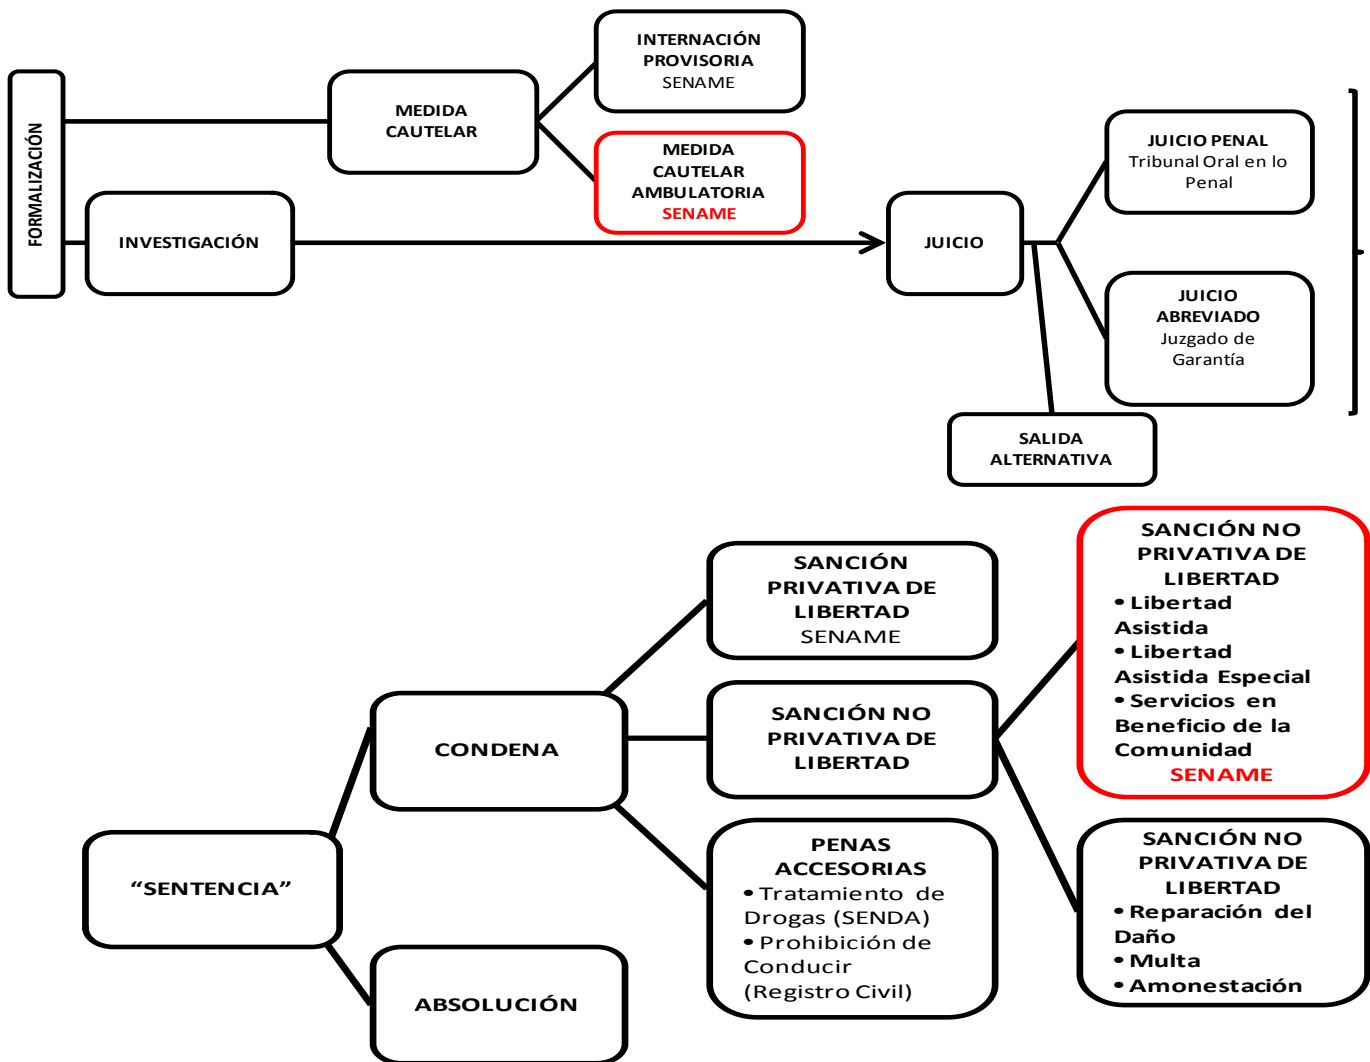 FORMALIZACIÓN
MEDIDA
CAUTELAR
INTERNACIÓN
PROVISORIA
SENAME
MEDIDA
CAUTELAR
AMBULATORIA
SENAME
INVESTIGACIÓN
JUICIO
JUICIO PENAL
Tribunal Oral en lo
Penal
JUICIO
ABREVIADO
Juzgado de
Garantía
SALIDA
ALTERNATIVA
“SENTENCIA”
CONDENA
ABSOLUCIÓN
SANCIÓN
PRIVATIVA DE
LIBERTAD
SENAME
SANCIÓN NO
PRIVATIVA DE
LIBERTAD
PENAS
ACCESORIAS
• Tratamiento de
Drogas (SENDA)
• Prohibición de
Conducir
(Registro Civil)
SANCIÓN NO
PRIVATIVA DE
LIBERTAD
• Libertad
Asistida
• Libertad
Asistida Especial
• Servicios en
Beneficio de la
Comunidad
SENAME
SANCIÓN NO
PRIVATIVA DE
LIBERTAD
• Reparación del
Daño
• Multa
• Amonestación